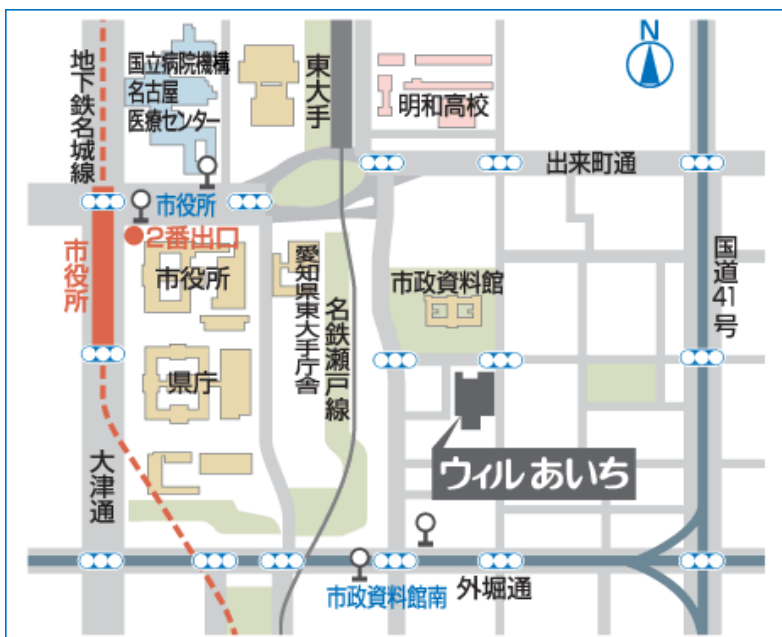 N
地下鉄名城線
国立病院機構
名古屋
医療センター
東大手
明和高校
出来町通
市役所
2番出口
市役所
市役所
愛知県東大手庁舎
名鉄瀬戸線
市政資料館
国道41号
県庁
大津通
ウィルあいち
市政資料館南
外堀通